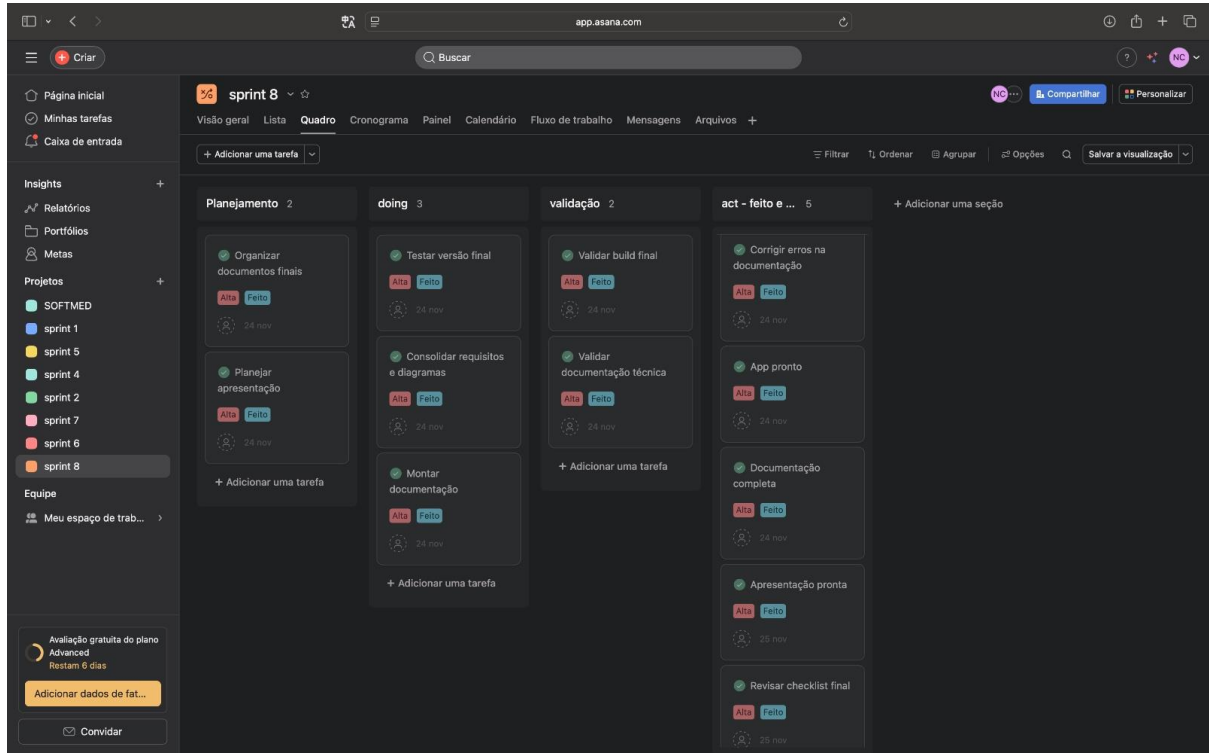 app.asana.com
Criar
Buscar
?
NC
Página inicial
Minhas tarefas
Caixa de entrada
Insights +
Relatórios
Portfólios
Metas
Projetos +
SOFTMED
sprint 1
sprint 5
sprint 4
sprint 2
sprint 7
sprint 6
sprint 8
Equipe
Meu espaço de trab...
Avaliação gratuita do plano
Advanced
Restam 6 dias
Adicionar dados de fat...
Convidar
sprint 8
NC
Compartilhar
Personalizar
Visão geral Lista Quadro Cronograma Painel Calendário Fluxo de trabalho Mensagens Arquivos +
+ Adicionar uma tarefa
Filtrar Ordenar Agrupar Opções Salvar a visualização
Planejamento 2
Organizar
documentos finais
Alta Feito
24 nov
Planejar
apresentação
Alta Feito
24 nov
+ Adicionar uma tarefa
doing 3
Testar versão final
Alta Feito
24 nov
Consolidar requisitos
e diagramas
Alta Feito
24 nov
Montar
documentação
Alta Feito
24 nov
+ Adicionar uma tarefa
validação 2
Validar build final
Alta Feito
24 nov
Validar
documentação técnica
Alta Feito
24 nov
+ Adicionar uma tarefa
act - feito e ... 5
Corrigir erros na
documentação
Alta Feito
24 nov
App pronto
Alta Feito
24 nov
Documentação
completa
Alta Feito
24 nov
Apresentação pronta
Alta Feito
25 nov
Revisar checklist final
Alta Feito
25 nov
+ Adicionar uma seção